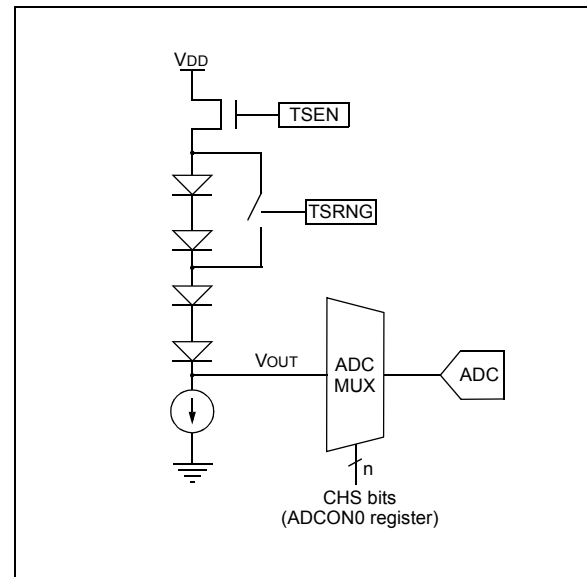 VDD
TSEN
TSRNG
VOUT
ADC
MUX
ADC
n
CHS bits
(ADCON0 register)